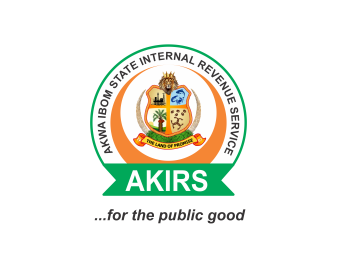 AKWA IBOM STATE INTERNAL REVENUE SERVICE
THE LAND OF PROMISE
AKIRS
...for the public good